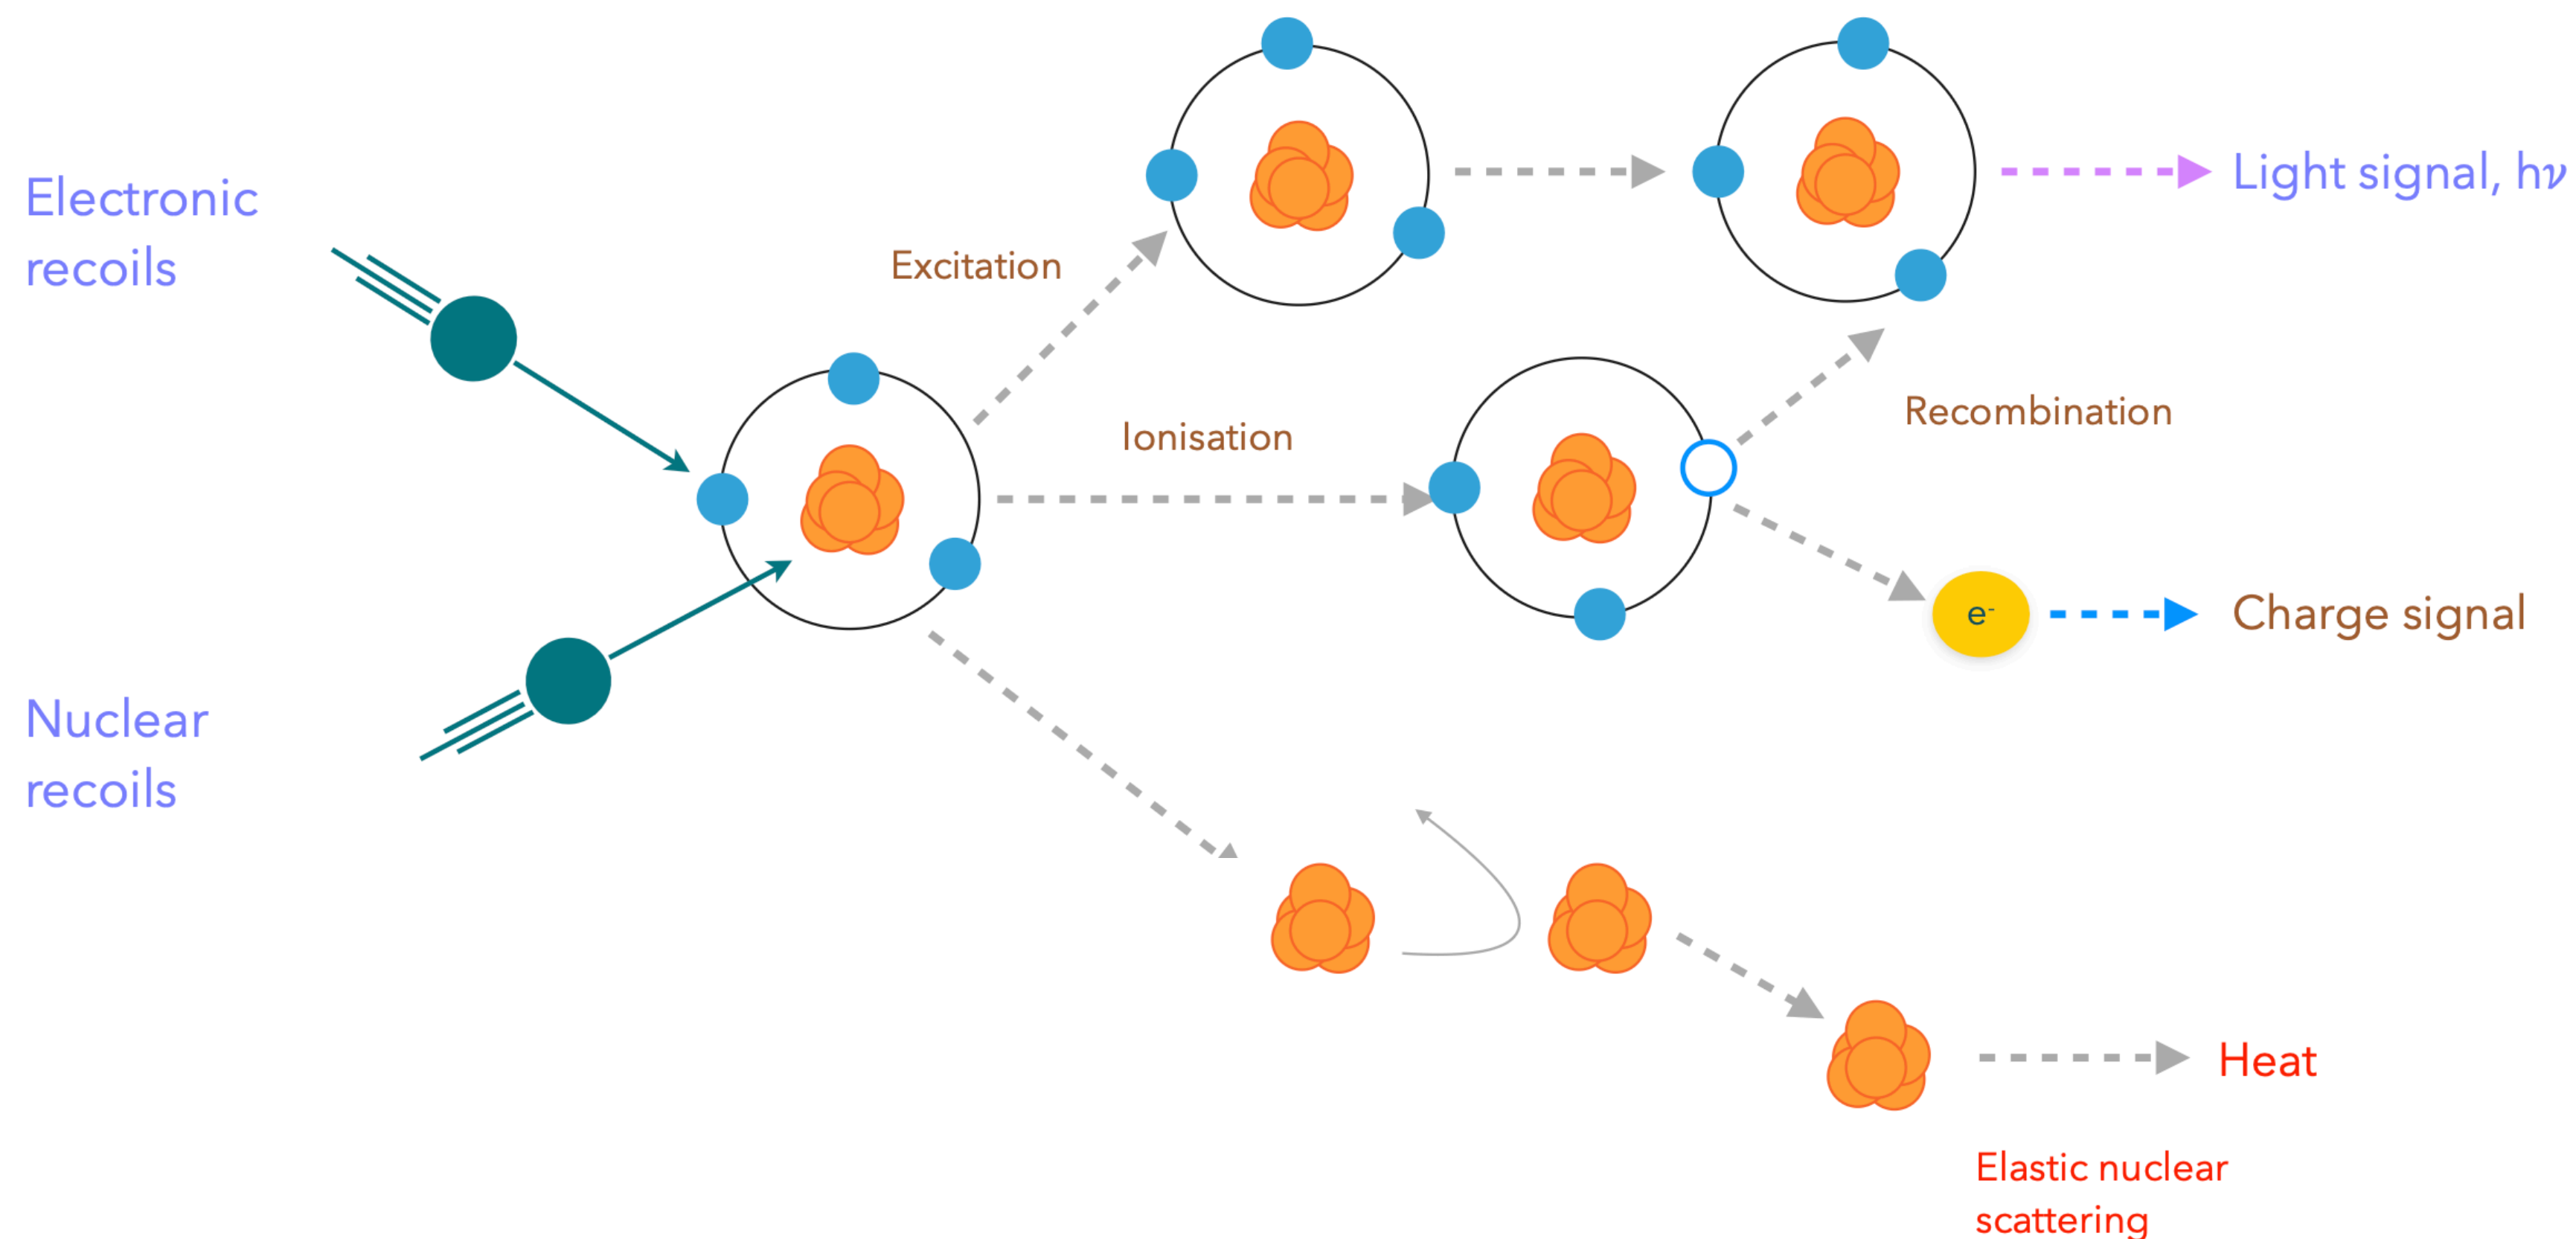 Electronic
recoils
Excitation
Light signal, hν
Ionisation
Recombination
e⁻
Charge signal
Nuclear
recoils
Heat
Elastic nuclear
scattering